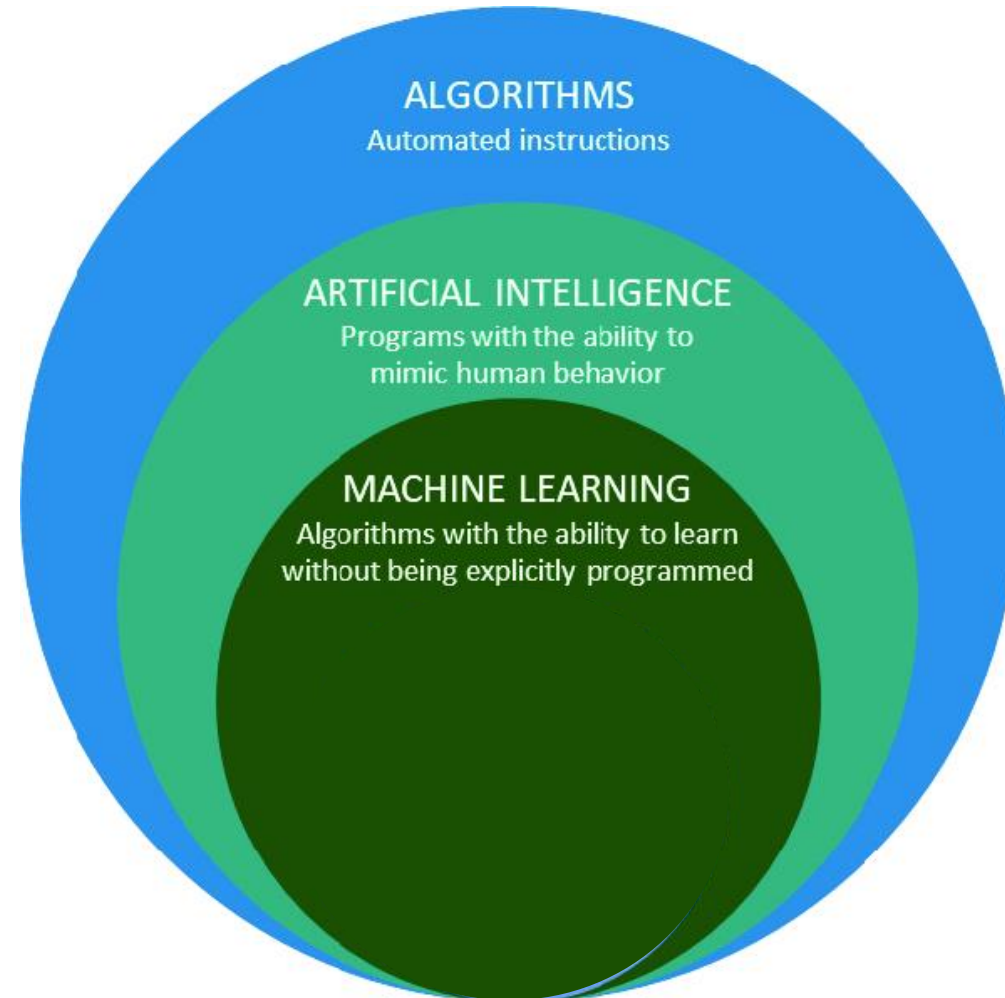 ALGORITHMS
Automated instructions
ARTIFICIAL INTELLIGENCE
Programs with the ability to
mimic human behavior
MACHINE LEARNING
Algorithms with the ability to learn
without being explicitly programmed